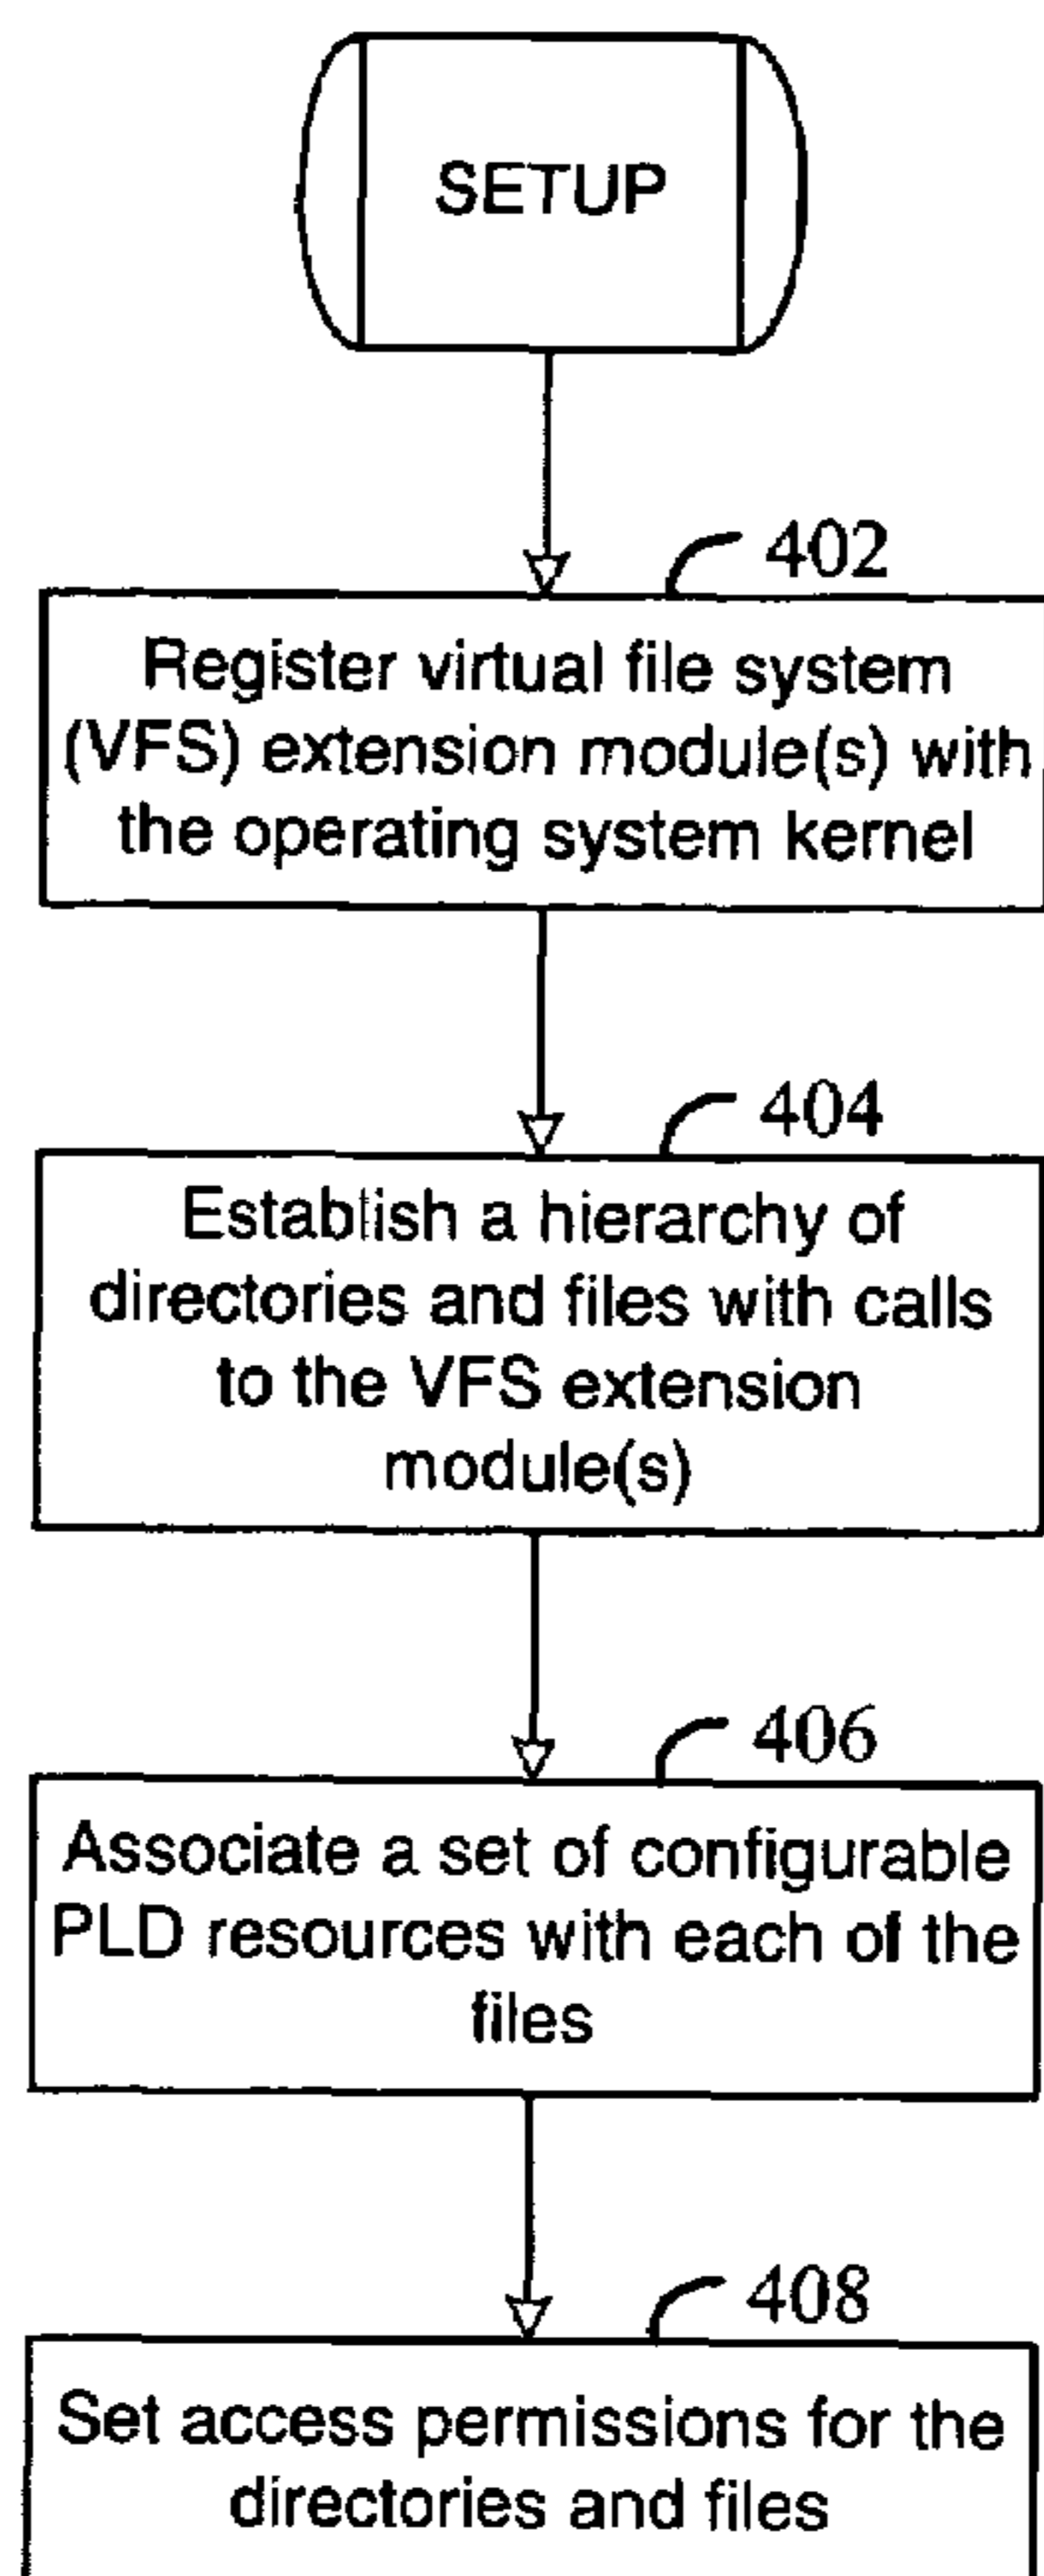 SETUP
402
Register virtual file system
(VFS) extension module(s) with
the operating system kernel
404
Establish a hierarchy of
directories and files with calls
to the VFS extension
module(s)
406
Associate a set of configurable
PLD resources with each of the
files
408
Set access permissions for the
directories and files